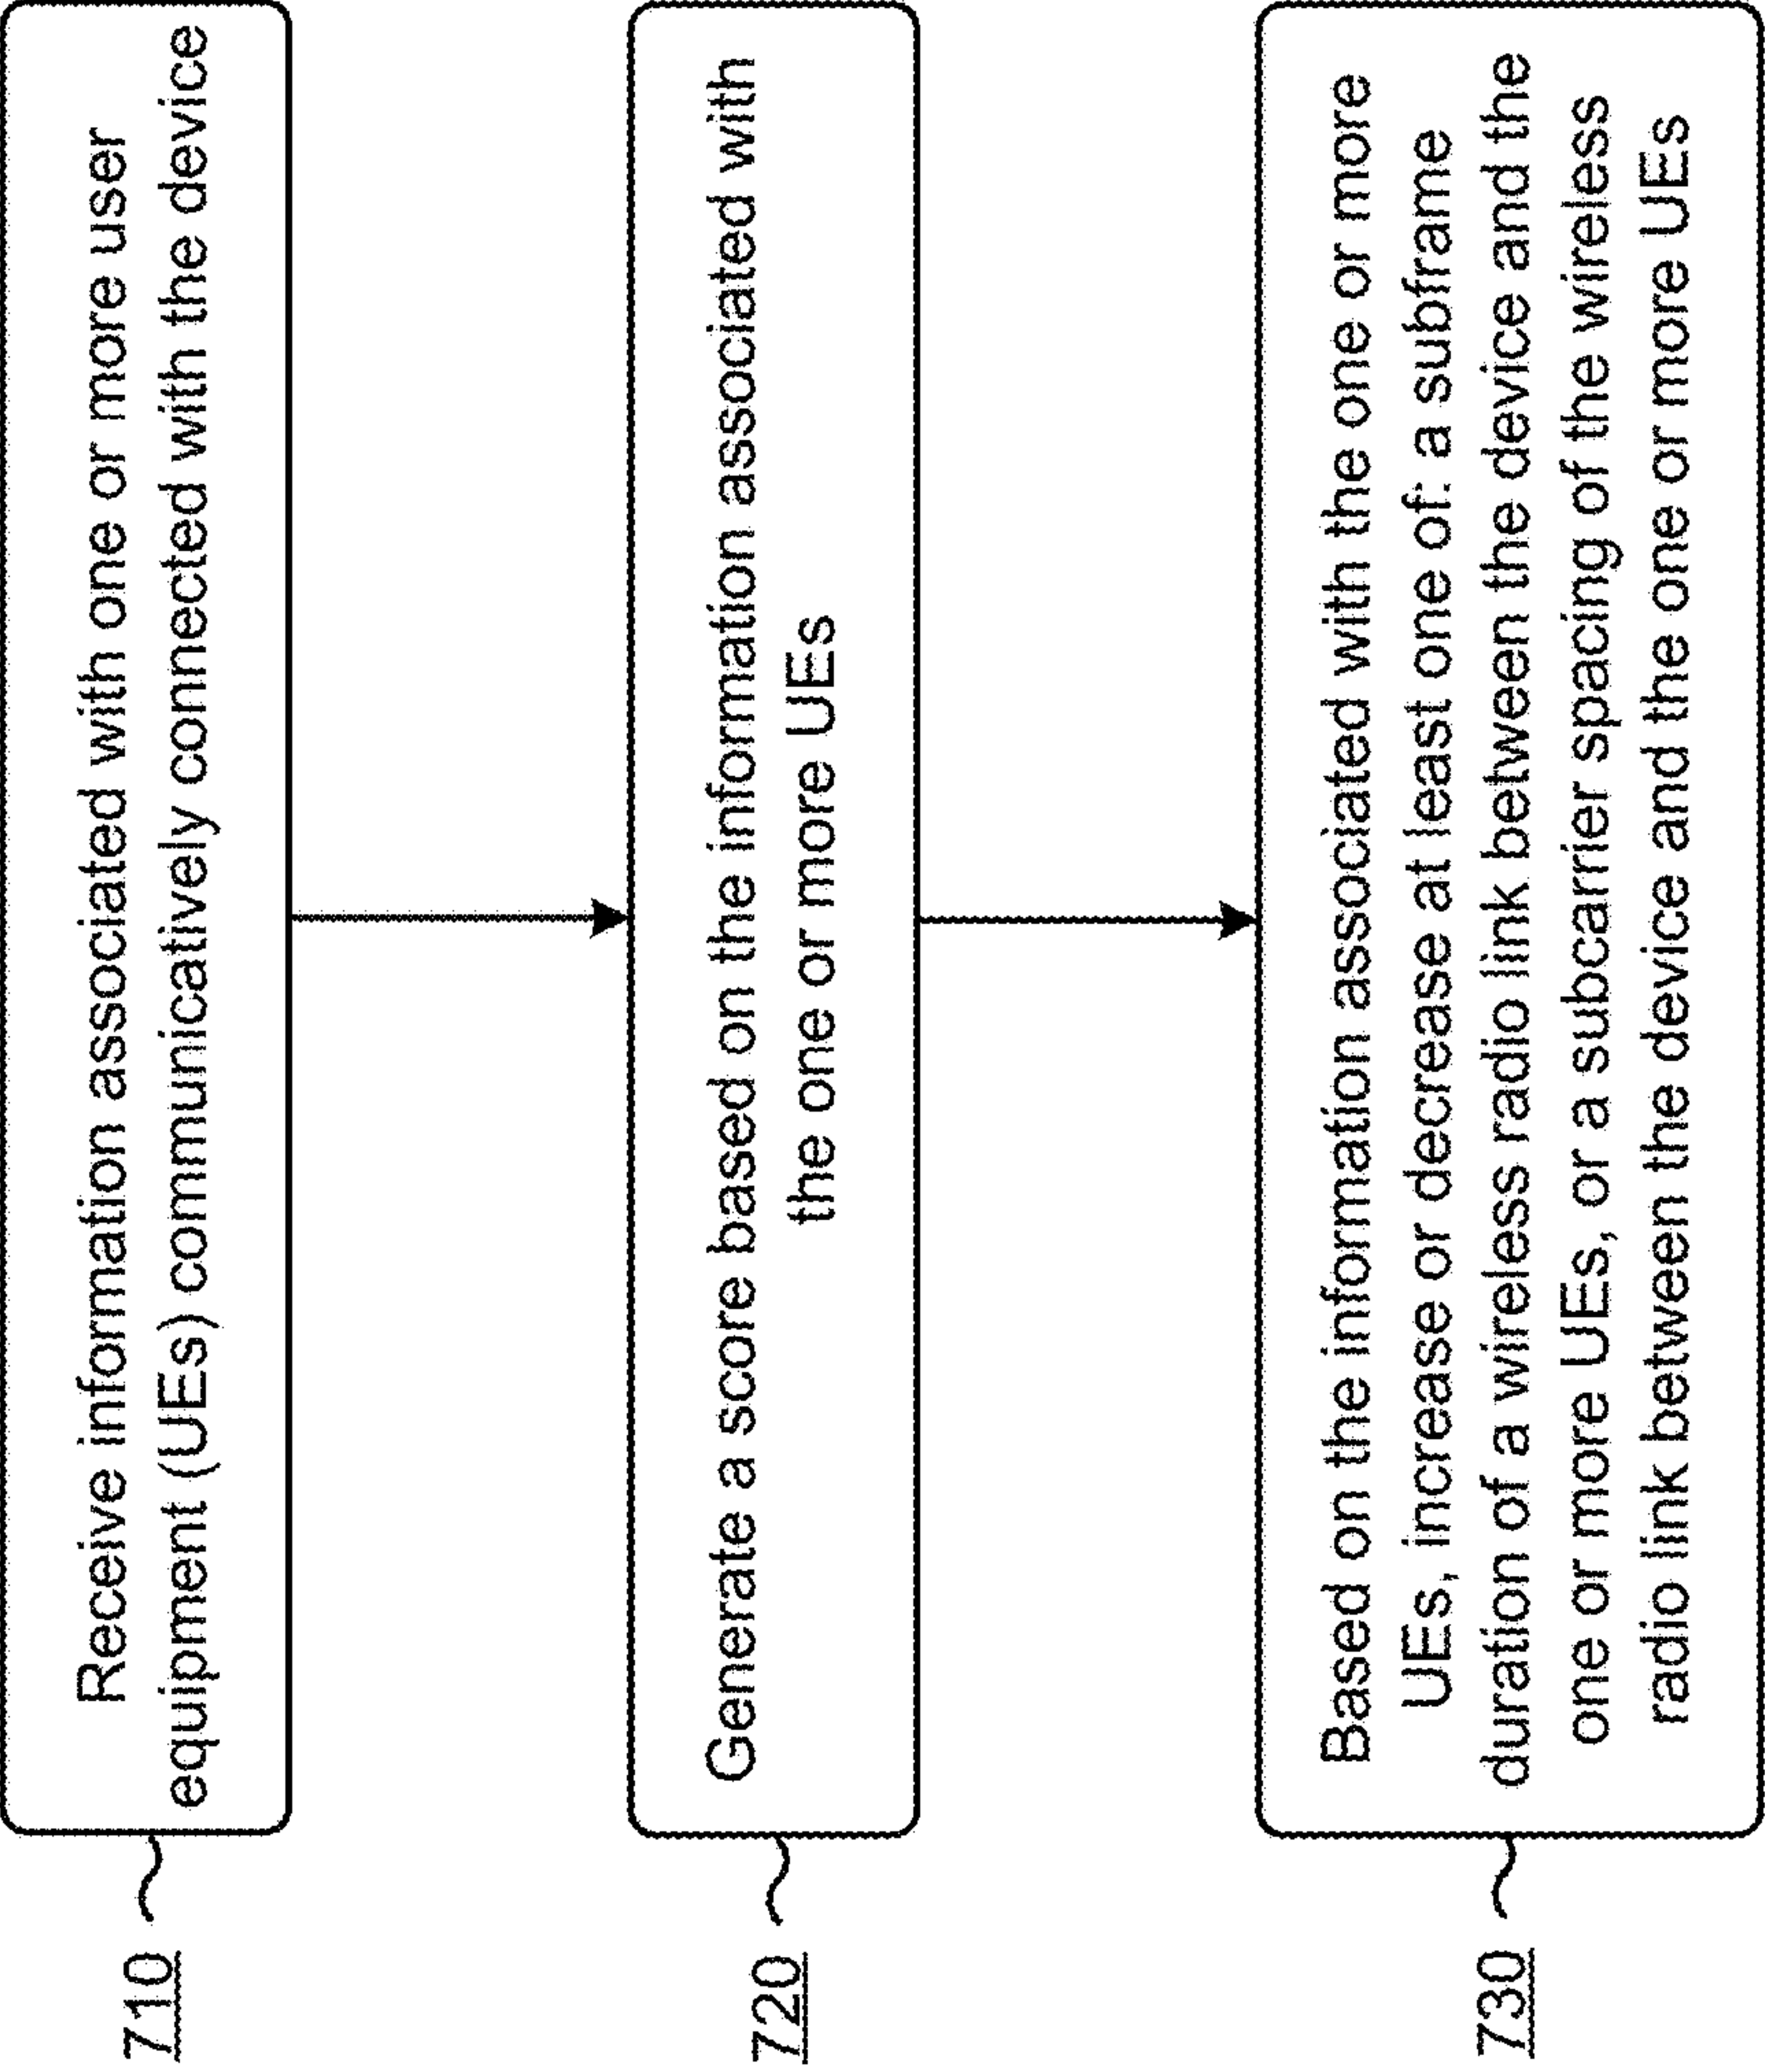 710
Receive information associated with one or more user
equipment (UEs) communicatively connected with the device
720
Generate a score based on the information associated with
the one or more UEs
730
Based on the information associated with the one or more
UEs, increase or decrease at least one of: a subframe
duration of a wireless radio link between the device and the
one or more UEs, or a subcarrier spacing of the wireless
radio link between the device and the one or more UEs